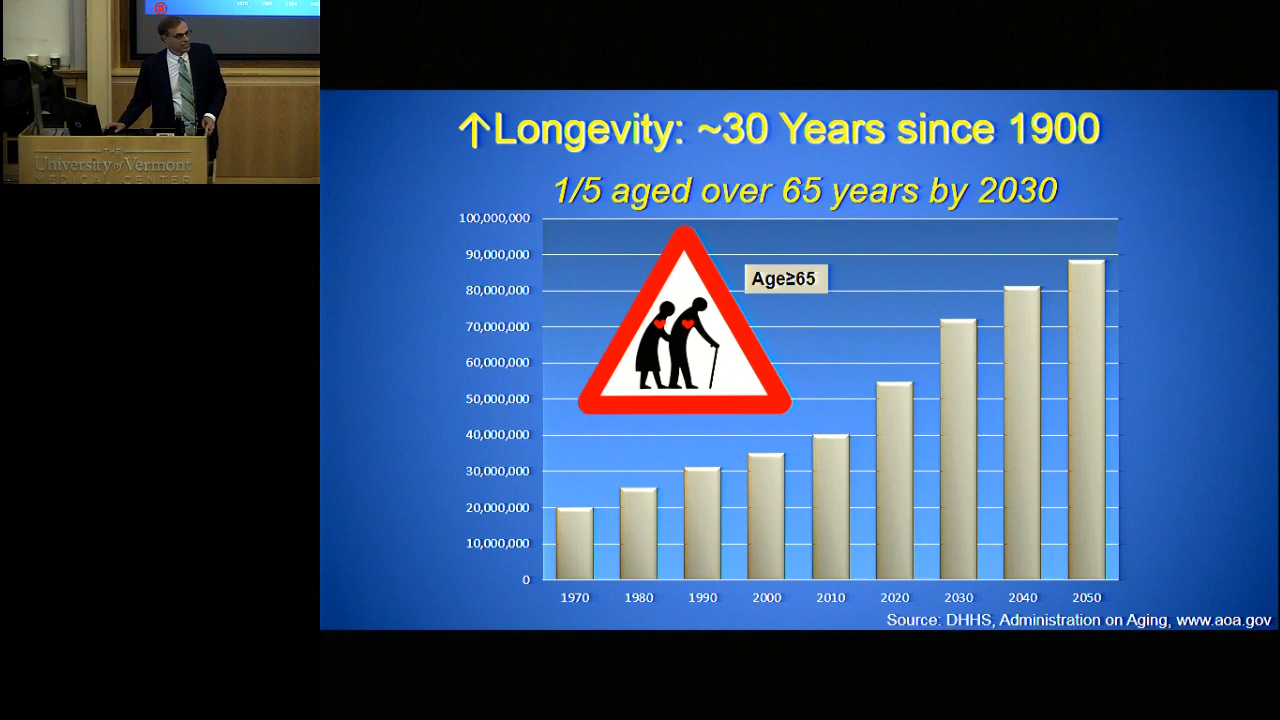 THE
University of Vermont
MEDICAL CENTER
↑Longevity: ~30 Years since 1900
1/5 aged over 65 years by 2030
100,000,000
90,000,000
80,000,000
70,000,000
60,000,000
50,000,000
40,000,000
30,000,000
20,000,000
10,000,000
0
Age≥65
1970 1980 1990 2000 2010 2020 2030 2040 2050
Source: DHHS, Administration on Aging, www.aoa.gov